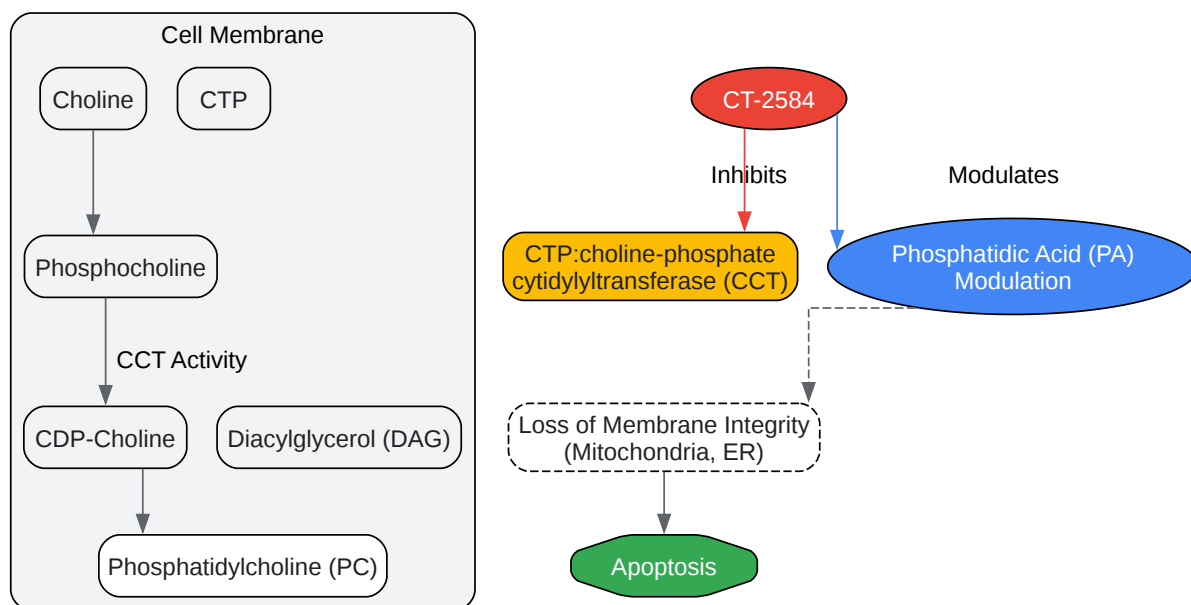 Cell Membrane
Choline
CTP
Phosphocholine
CCT Activity
CDP-Choline
Diacylglycerol (DAG)
Phosphatidylcholine (PC)
CT-2584
Inhibits
Modulates
CTP:choline-phosphate
cytidylyltransferase (CCT)
Phosphatidic Acid (PA)
Modulation
Loss of Membrane Integrity
(Mitochondria, ER)
Apoptosis